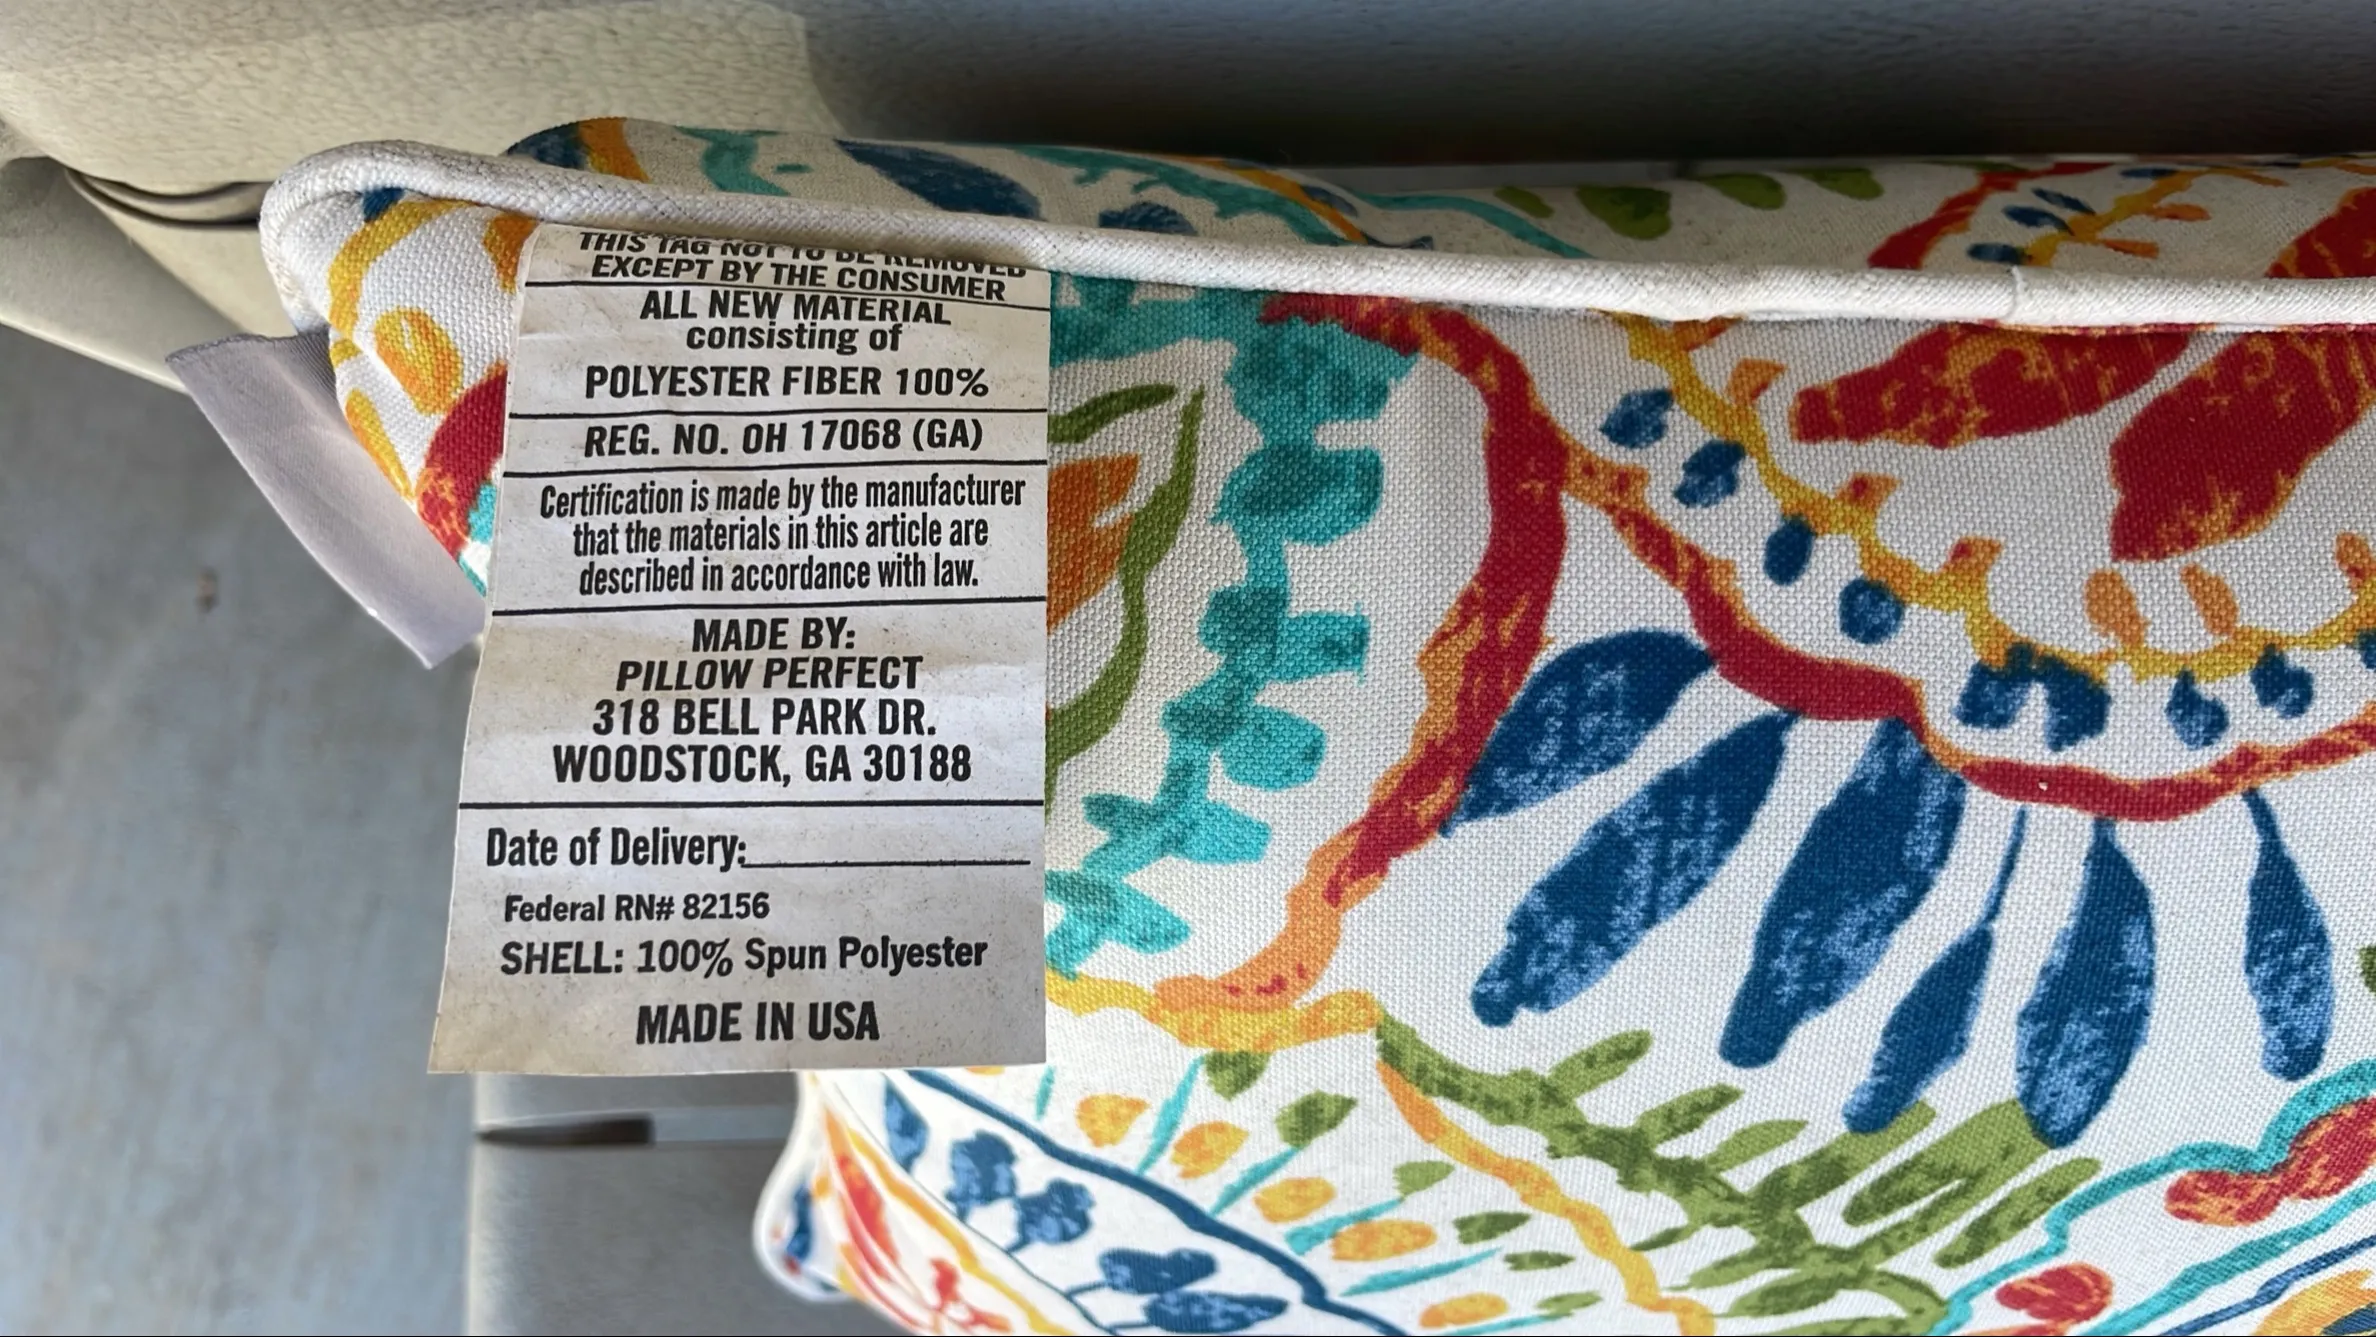 THIS TAG NOT TO BE REMOVED
EXCEPT BY THE CONSUMER
ALL NEW MATERIAL
consisting of
POLYESTER FIBER 100%
REG. NO. OH 17068 (GA)
Certification is made by the manufacturer
that the materials in this article are
described in accordance with law.
MADE BY:
PILLOW PERFECT
318 BELL PARK DR.
WOODSTOCK, GA 30188
Date of Delivery:
Federal RN# 82156
SHELL: 100% Spun Polyester
MADE IN USA